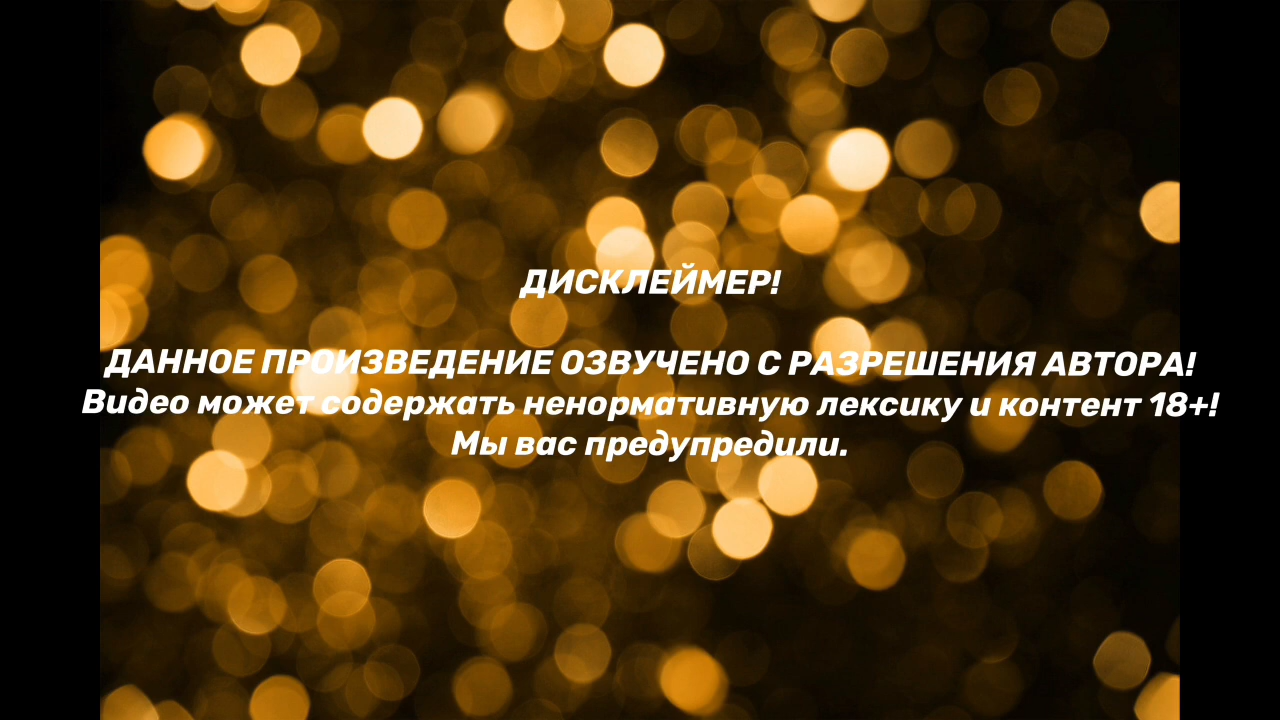 ДИСКЛЕЙМЕР!
ДАННОЕ ПРОИЗВЕДЕНИЕ ОЗВУЧЕНО С РАЗРЕШЕНИЯ АВТОРА!
Видео может содержать ненормативную лексику и контент 18+!
Мы вас предупредили.